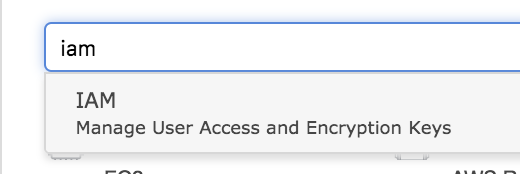 iam
IAM
Manage User Access and Encryption Keys